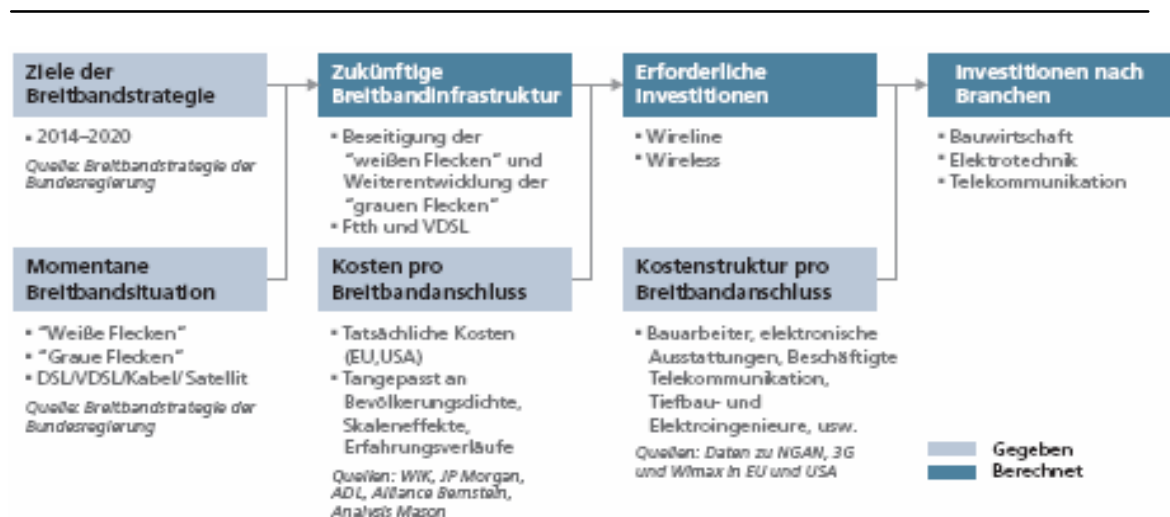 Ziele der
Breitbandstrategie
▪ 2014–2020
Quelle: Breitbandstrategie der
Bundesregierung
Momentane
Breitbandsituation
▪ "Weiße Flecken"
▪ "Graue Flecken"
▪ DSL/VDSL/Kabel/Satellit
Quelle: Breitbandstrategie der
Bundesregierung
Zukünftige
Breitbandinfrastruktur
▪ Beseitigung der
"weißen Flecken" und
Weiterentwicklung der
"grauen Flecken"
▪ Ftth und VDSL
Kosten pro
Breitbandanschluss
▪ Tatsächliche Kosten
(EU,USA)
▪ Tangepasst an
Bevölkerungsdichte,
Skaleneffekte,
Erfahrungsverläufe
Quellen: WIK, JP Morgan,
ADL, Alliance Bernstein,
Analysis Mason
Erforderliche
Investitionen
▪ Wireline
▪ Wireless
Kostenstruktur pro
Breitbandanschluss
▪ Bauarbeiter, elektronische
Ausstattungen, Beschäftigte
Telekommunikation,
Tiefbau- und
Elektroingenieure, usw.
Quellen: Daten zu NGAN, 3G
und Wimax in EU und USA
Investitionen nach
Branchen
▪ Bauwirtschaft
▪ Elektrotechnik
▪ Telekommunikation
Gegeben
Berechnet